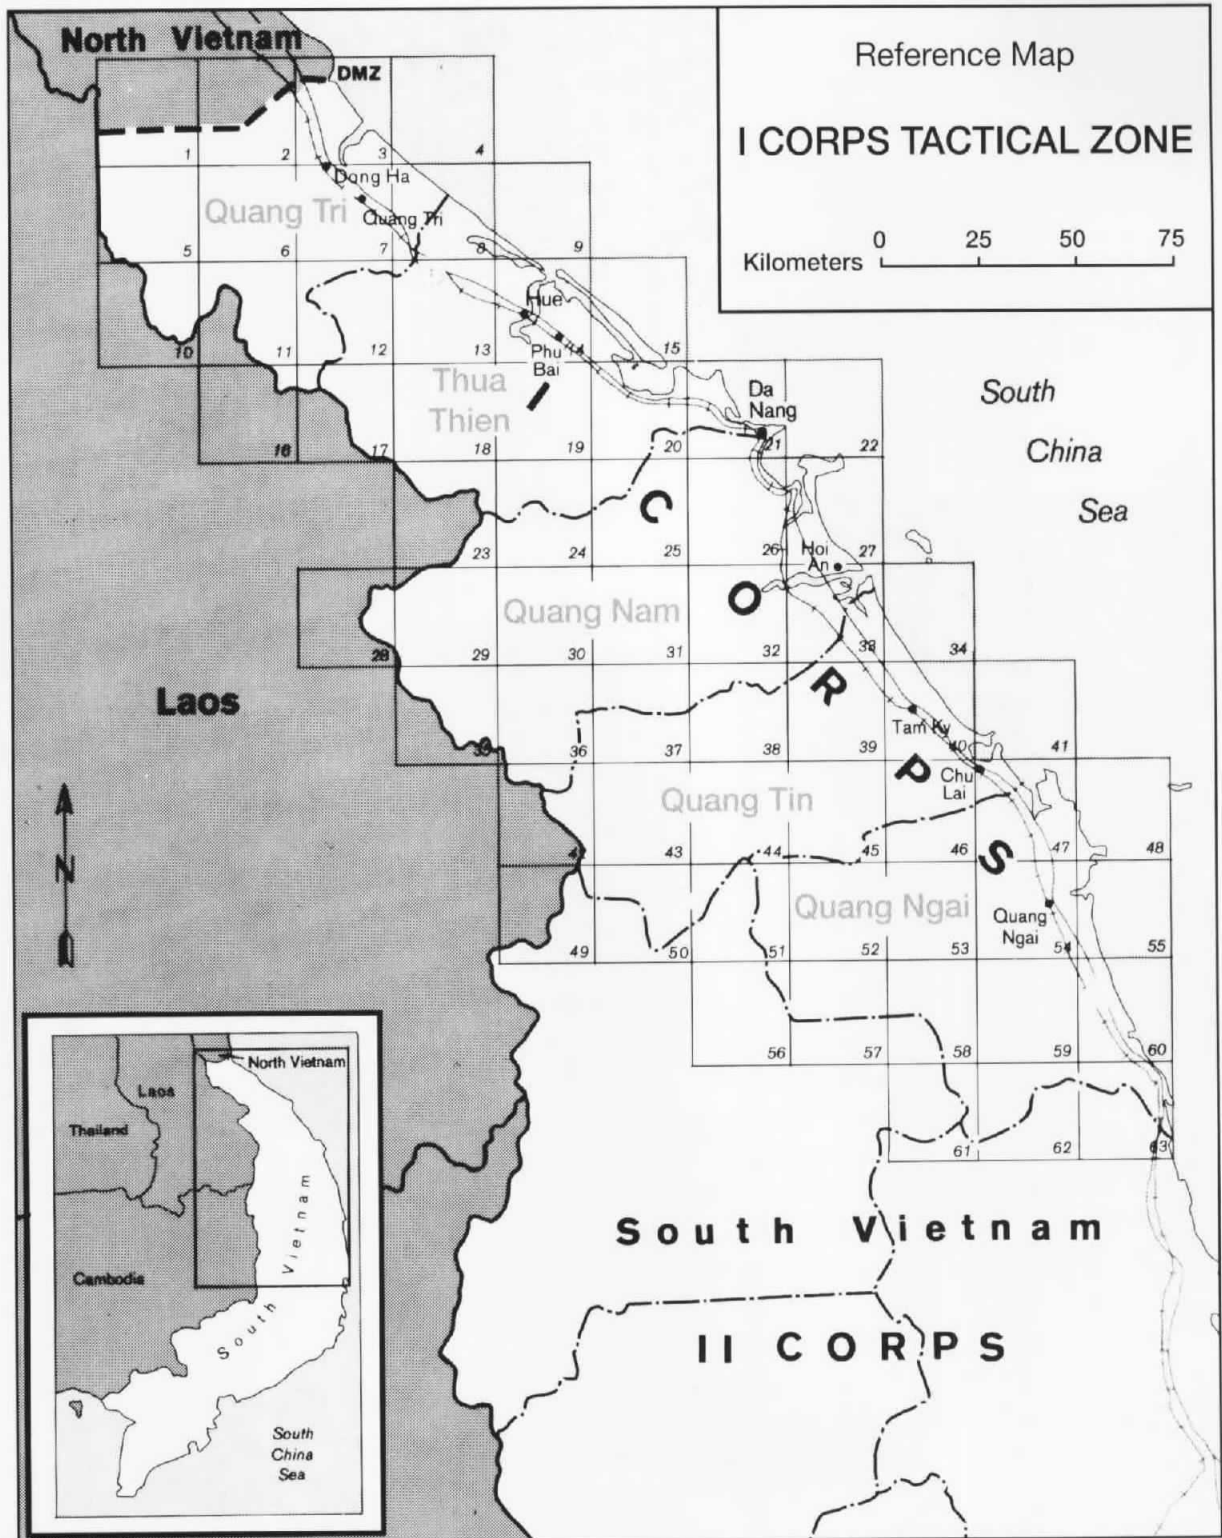 North Vietnam
DMZ
Reference Map
I CORPS TACTICAL ZONE
0 25 50 75
Kilometers
1 2 3 4
Dong Ha
Quang Tri
Quang Tri
5 6 7 8 9
Hue
10 11 12 13 14 15
Phu
Bai
Thua
Thien
I
Da
Nang
South
China
Sea
16 17 18 19 20 21 22
C
23 24 25 26 27
Hoi
An
O
Quang Nam
28 29 30 31 32 33 34
R
Laos
Tam Ky
35 36 37 38 39 40 41
P
Chu
Lai
Quang Tin
42 43 44 45 46 47 48
S
Quang Ngai
Quang
Ngai
49 50 51 52 53 54 55
N
56 57 58 59 60
61 62 63
South Vietnam
II CORPS
North Vietnam
Laos
Thailand
Cambodia
South Vietnam
South
China
Sea